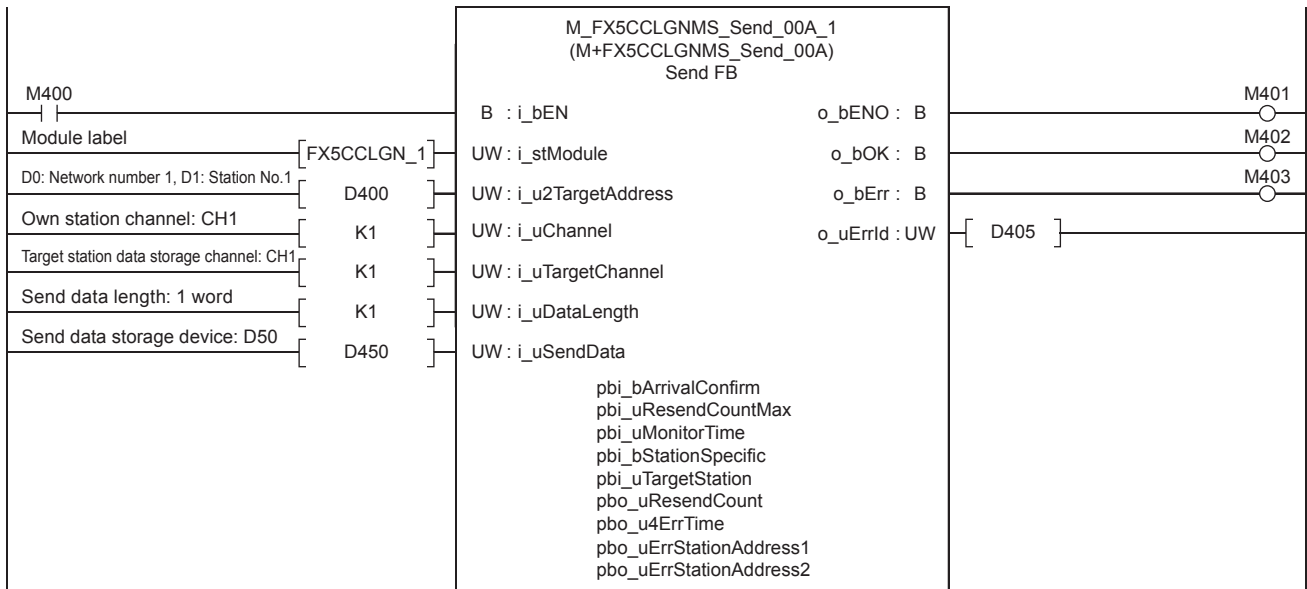 M_FX5CCLGNMS_Send_00A_1
(M+FX5CCLGNMS_Send_00A)
Send FB
M400
B : i_bEN
o_bENO : B
M401
Module label
FX5CCLGN_1
UW : i_stModule
o_bOK : B
M402
D0: Network number 1, D1: Station No.1
D400
UW : i_u2TargetAddress
o_bErr : B
M403
Own station channel: CH1
K1
UW : i_uChannel
o_uErrId : UW
D405
Target station data storage channel: CH1
K1
UW : i_uTargetChannel
Send data length: 1 word
K1
UW : i_uDataLength
Send data storage device: D50
D450
UW : i_uSendData
pbi_bArrivalConfirm
pbi_uResendCountMax
pbi_uMonitorTime
pbi_bStationSpecific
pbi_uTargetStation
pbo_uResendCount
pbo_u4ErrTime
pbo_uErrStationAddress1
pbo_uErrStationAddress2